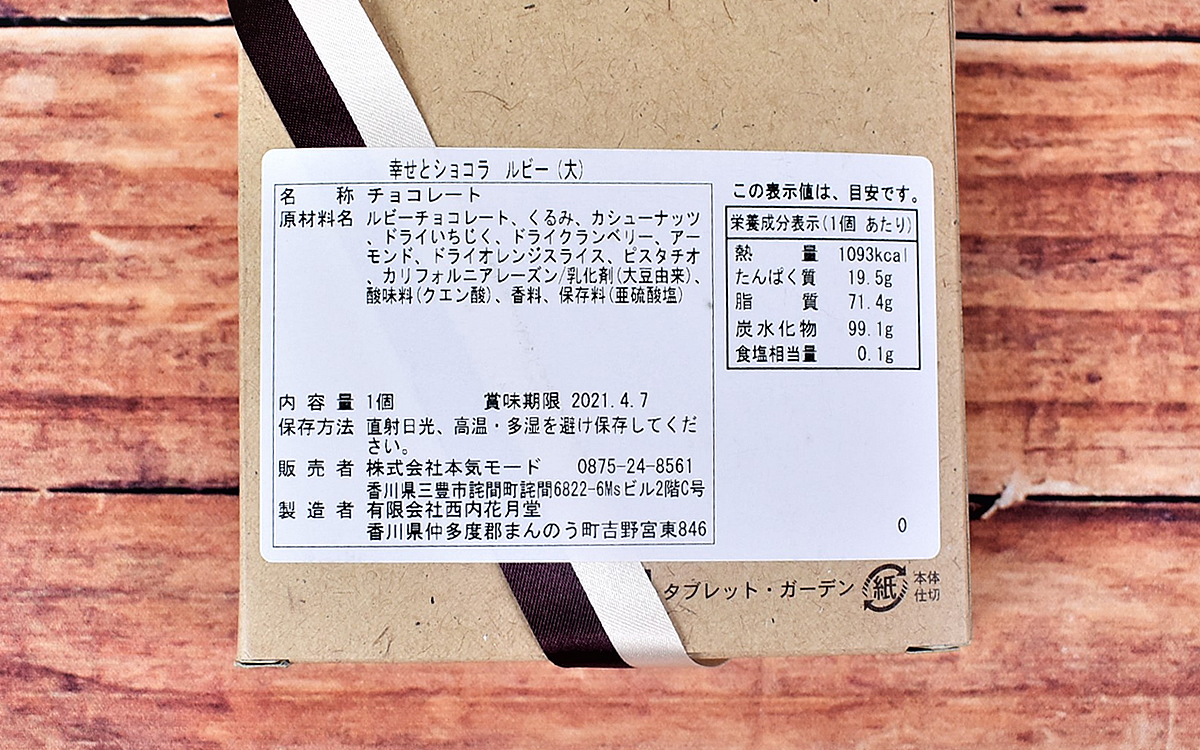 幸せとショコラ ルビー(大)
名 称 チョコレート
原材料名 ルビーチョコレート、くるみ、カシューナッツ
、ドライいちじく、ドライクランベリー、アー
モンド、ドライオレンジスライス、ピスタチオ
、カリフォルニアレーズン/乳化剤(大豆由来)、
酸味料(クエン酸)、香料、保存料(亜硫酸塩)
内 容 量 1個 賞味期限 2021.4.7
保存方法 直射日光、高温・多湿を避け保存してくだ
さい。
販 売 者 株式会社本気モード 0875-24-8561
香川県三豊市詫間町詫間6822-6Msビル2階C号
製 造 者 有限会社西内花月堂
香川県仲多度郡まんのう町吉野宮東846
この表示値は、目安です。
栄養成分表示(1個 あたり)
熱 量 1093kcal
たんぱく質 19.5g
脂 質 71.4g
炭水化物 99.1g
食塩相当量 0.1g
0
タブレット・ガーデン 紙 本体
仕切